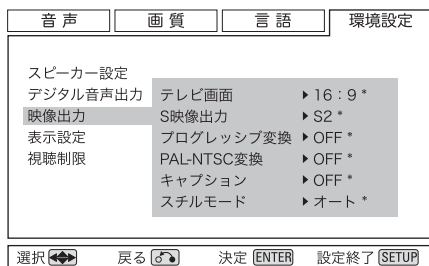 音声 画質 言語 環境設定
スピーカー設定
デジタル音声出力 テレビ画面 ▶16：9*
映像出力 S映像出力 ▶S2*
表示設定 プログレッシブ変換 ▶OFF*
視聴制限 PAL-NTSC変換 ▶OFF*
キャプション ▶OFF*
スチルモード ▶オート*
選択 戻る 決定 ENTER 設定終了 SETUP